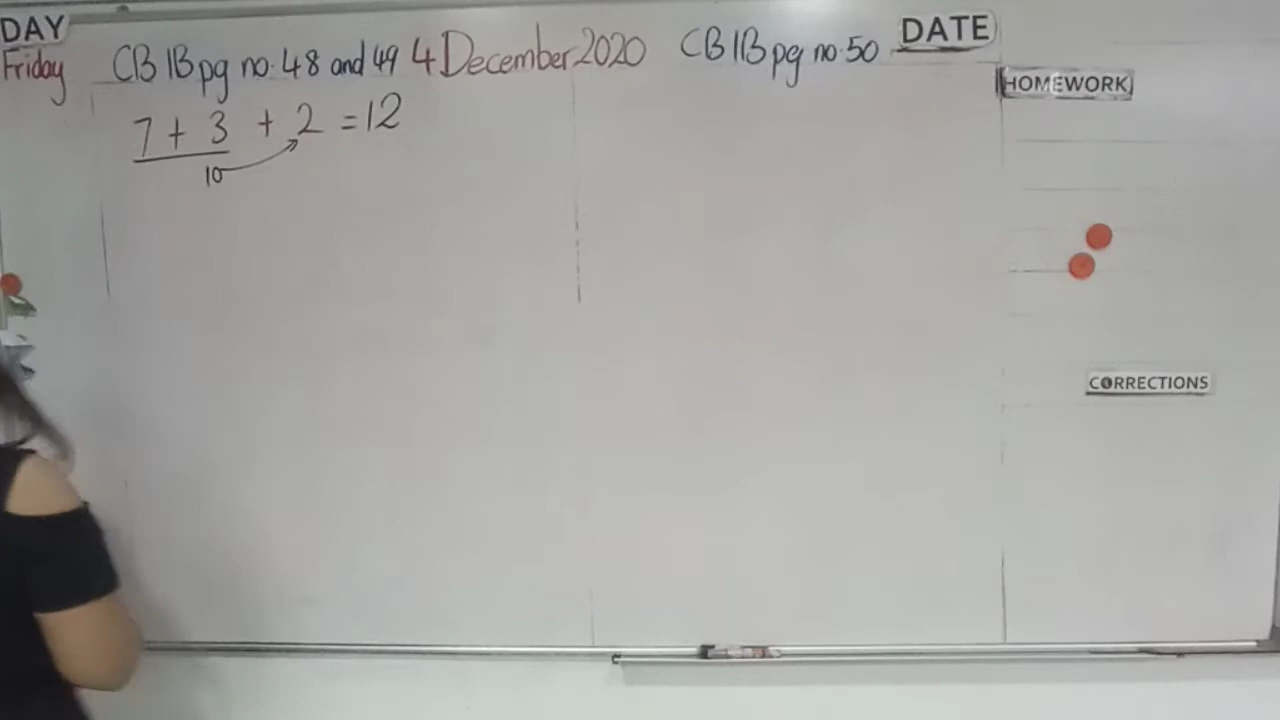 DAY
DATE
Friday CB 1B pg no. 48 and 49 4 December 2020 CB 1B pg no. 50
HOMEWORK
7 + 3 + 2 = 12
10
CORRECTIONS